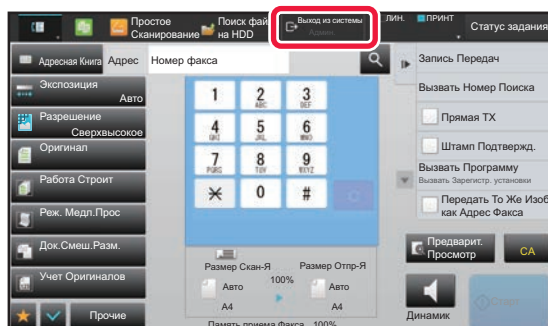 Простое
Сканирование
Поиск фай
на HDD
Выход из системы
Админ.
ЛИН.
ПРИНТ
Статус задания
Адресная Книга
Адрес
Номер факса
Экспозиция
Авто
Разрешение
Сверхвысокое
Оригинал
Работа Строит
Реж. Медл.Прос
Док.Смеш.Разм.
Учет Оригиналов
Прочие
1
2
ABC
3
DEF
4
GHI
5
JKL
6
MNO
7
PQRS
8
TUV
9
WXYZ
0
#
Размер Скан-Я
Размер Отпр-Я
Авто
100%
Авто
A4
A4
Память приема Факса
100%
Запись Передач
Вызвать Номер Поиска
Прямая TX
Штамп Подтвержд.
Вызвать Программу
Вызвать Зарегистр. установки
Передать То Же Изоб
как Адрес Факса
Предварит.
Просмотр
CA
Динамик
Старт